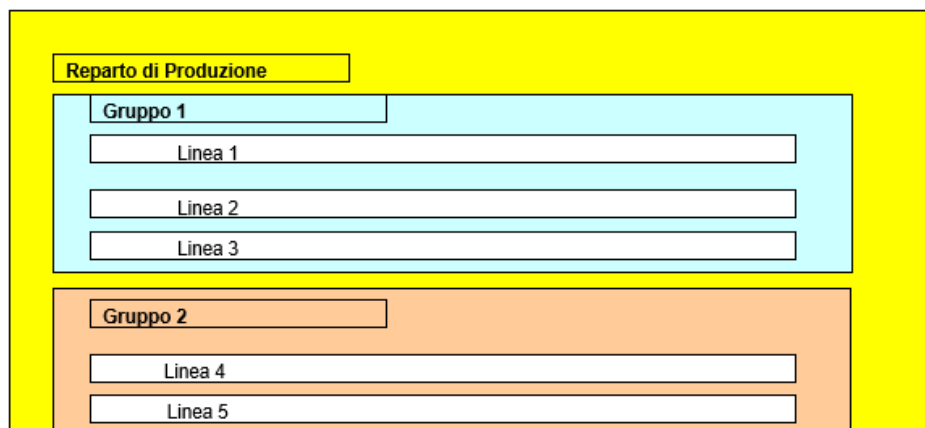 Reparto di Produzione
Gruppo 1
Linea 1
Linea 2
Linea 3
Gruppo 2
Linea 4
Linea 5